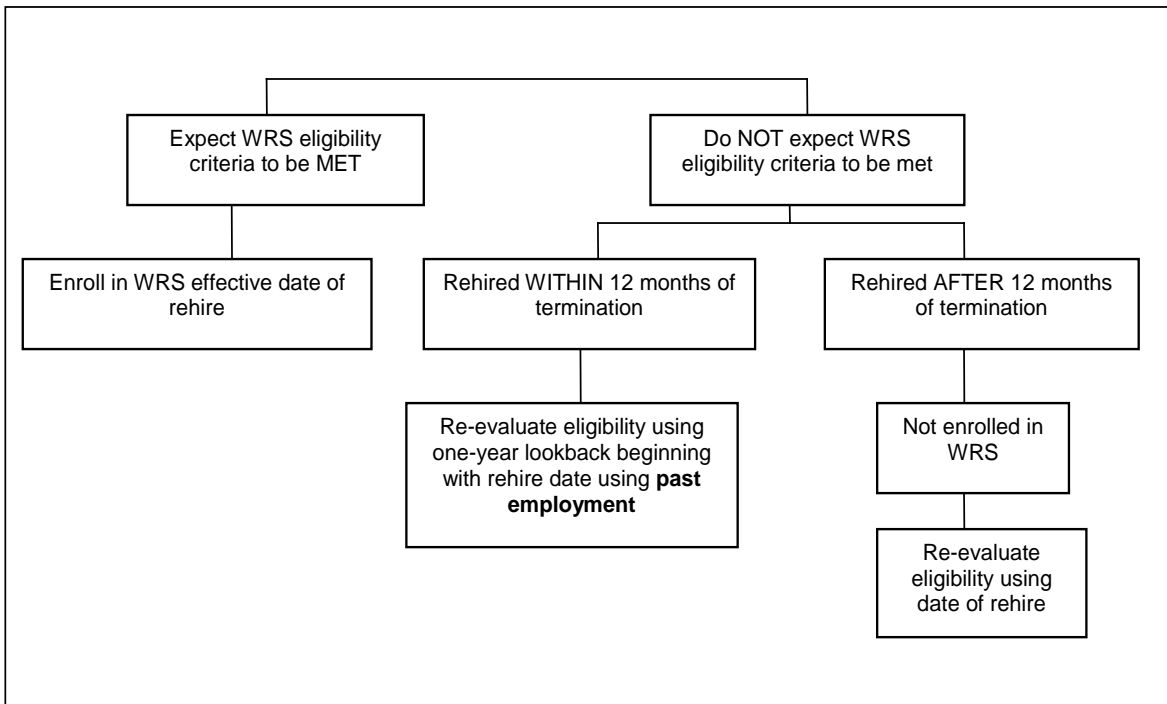 Expect WRS eligibility
criteria to be MET
Do NOT expect WRS
eligibility criteria to be met
Enroll in WRS effective date of
rehire
Rehired WITHIN 12 months of
termination
Rehired AFTER 12 months
of termination
Re-evaluate eligibility using
one-year lookback beginning
with rehire date using past
employment
Not enrolled in
WRS
Re-evaluate
eligibility using
date of rehire